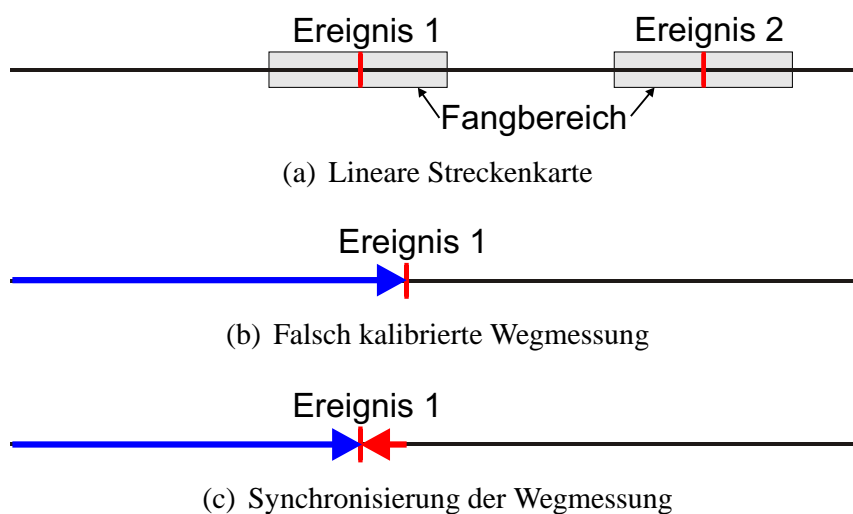 Ereignis 1
Ereignis 2
Fangbereich
(a) Lineare Streckenkarte
Ereignis 1
(b) Falsch kalibrierte Wegmessung
Ereignis 1
(c) Synchronisierung der Wegmessung